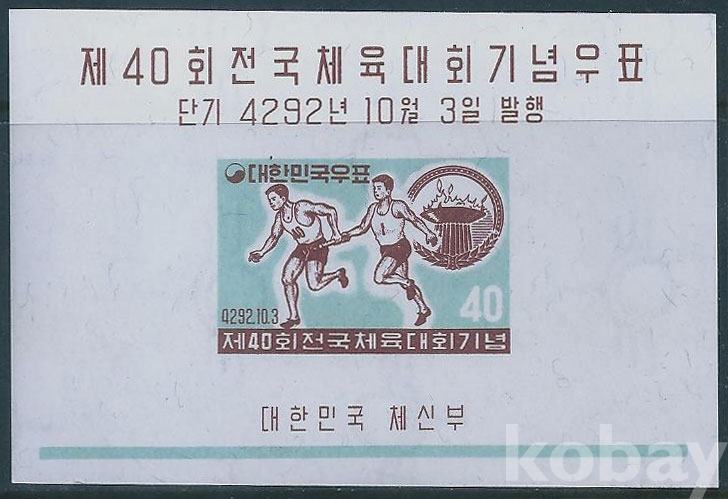 제40회전국체육대회기념우표
단기 4292년 10월 3일 발행
대한민국우표
10
1
4292.10.3
40
제40회전국체육대회기념
대한민국 체신부
kobay